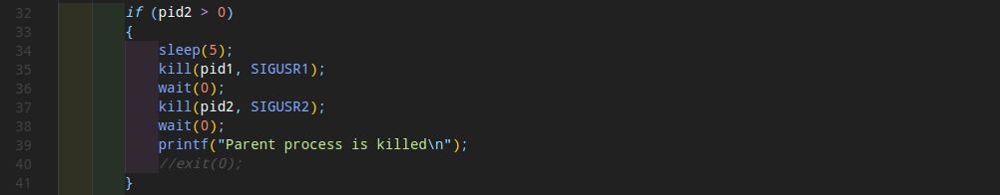 32 if (pid2 > 0)
33 {
34 sleep(5);
35 kill(pid1, SIGUSR1);
36 wait(0);
37 kill(pid2, SIGUSR2);
38 wait(0);
39 printf("Parent process is killed\n");
40 //exit(0);
41 }